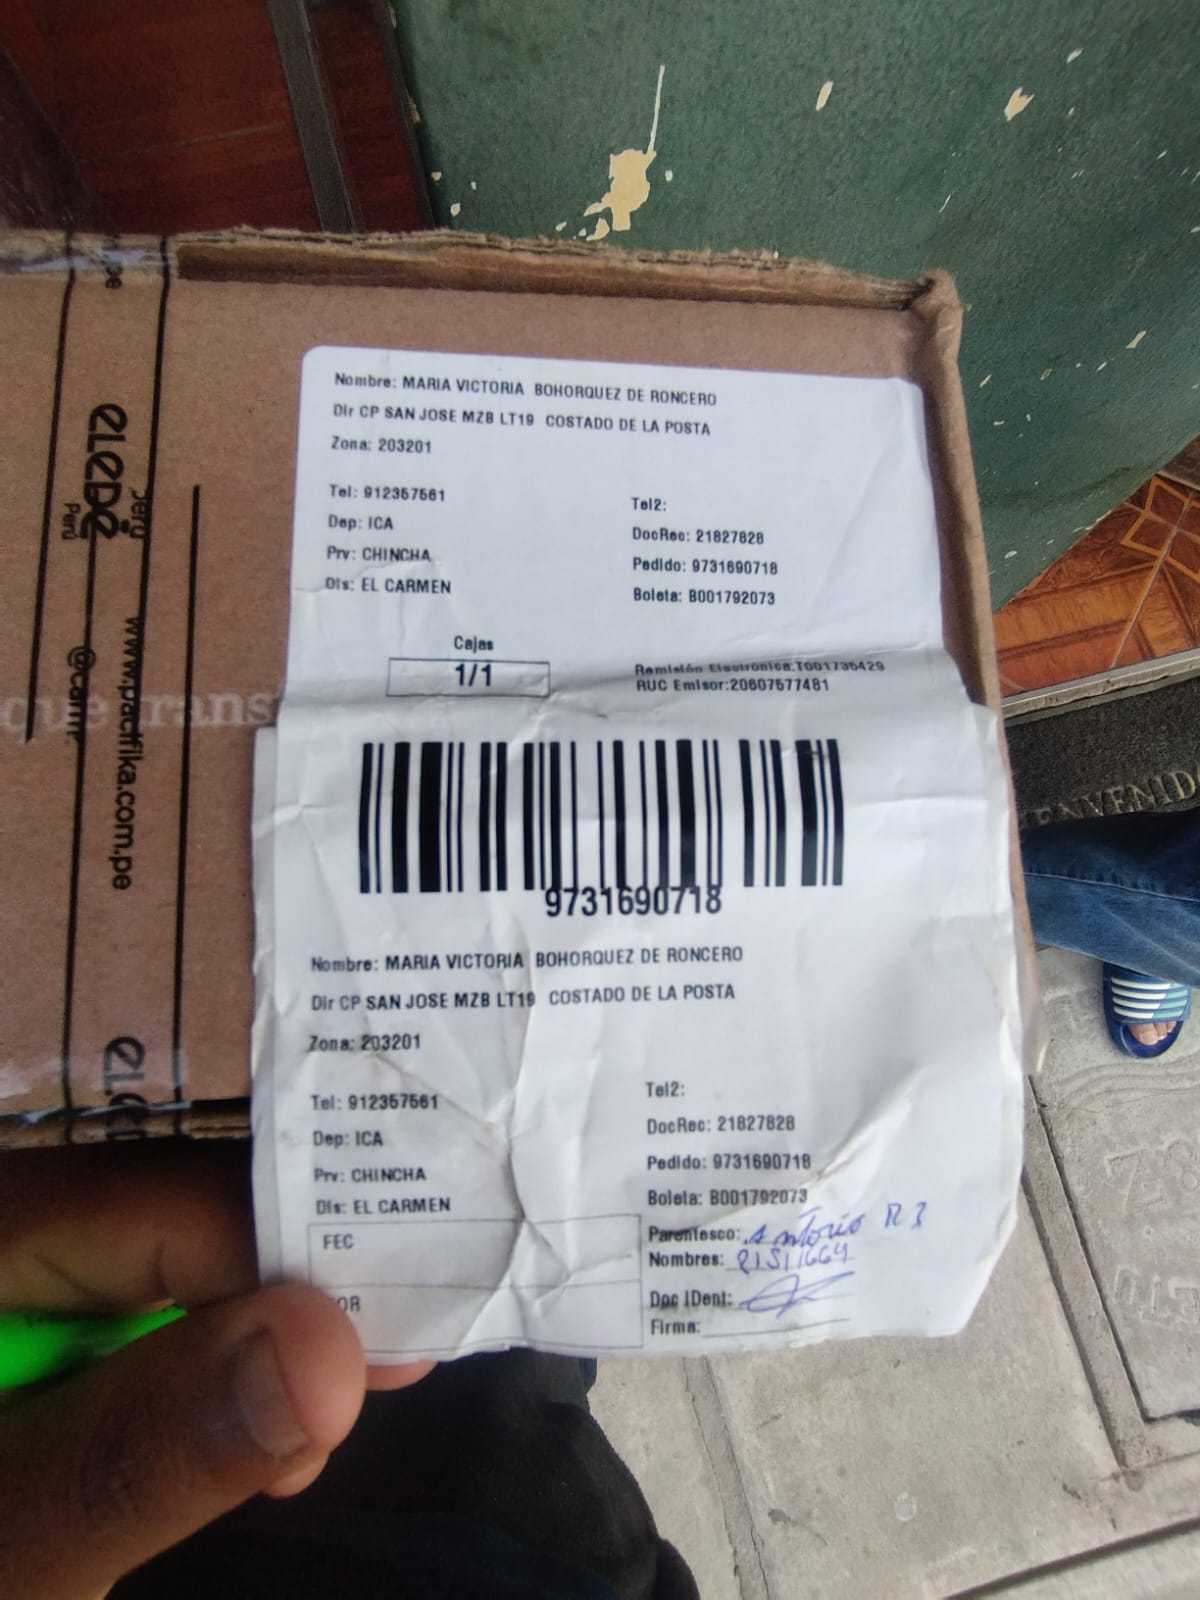 Nombre: MARIA VICTORIA BOHORQUEZ DE RONCERO
Dir CP SAN JOSE MZB LT19 COSTADO DE LA POSTA
Zona: 203201
Tel: 912357561
Tel2:
Dep: ICA
DocRec: 21827828
Prv: CHINCHA
Pedido: 9731690718
Dis: EL CARMEN
Boleta: B001792073
Cajas
1/1
Remisión Electrónica:T001735429
RUC Emisor:20607577481
9731690718
Nombre: MARIA VICTORIA BOHORQUEZ DE RONCERO
Dir CP SAN JOSE MZB LT19 COSTADO DE LA POSTA
Zona: 203201
Tel: 912357561
Tel2:
Dep: ICA
DocRec: 21827828
Prv: CHINCHA
Pedido: 9731690718
Dis: EL CARMEN
Boleta: B001792073
FEC
Parentesco: Antonio R
Nombres:
Doc IDent:
Firma:
eLeDé
Perú
www.pacifika.com.pe